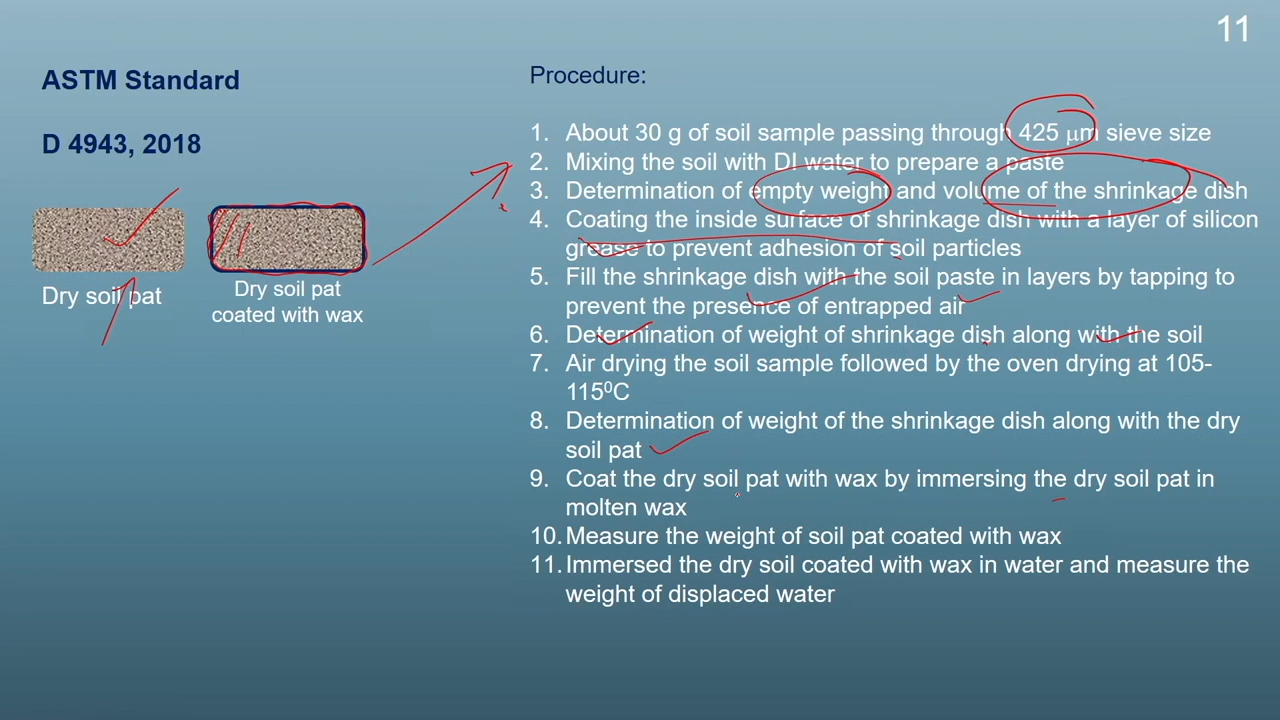 11
ASTM Standard
D 4943, 2018
Dry soil pat
Dry soil pat
coated with wax
Procedure:
1. About 30 g of soil sample passing through 425 μm sieve size
2. Mixing the soil with DI water to prepare a paste
3. Determination of empty weight and volume of the shrinkage dish
4. Coating the inside surface of shrinkage dish with a layer of silicon
grease to prevent adhesion of soil particles
5. Fill the shrinkage dish with the soil paste in layers by tapping to
prevent the presence of entrapped air
6. Determination of weight of shrinkage dish along with the soil
7. Air drying the soil sample followed by the oven drying at 105-
115⁰C
8. Determination of weight of the shrinkage dish along with the dry
soil pat
9. Coat the dry soil pat with wax by immersing the dry soil pat in
molten wax
10. Measure the weight of soil pat coated with wax
11. Immersed the dry soil coated with wax in water and measure the
weight of displaced water